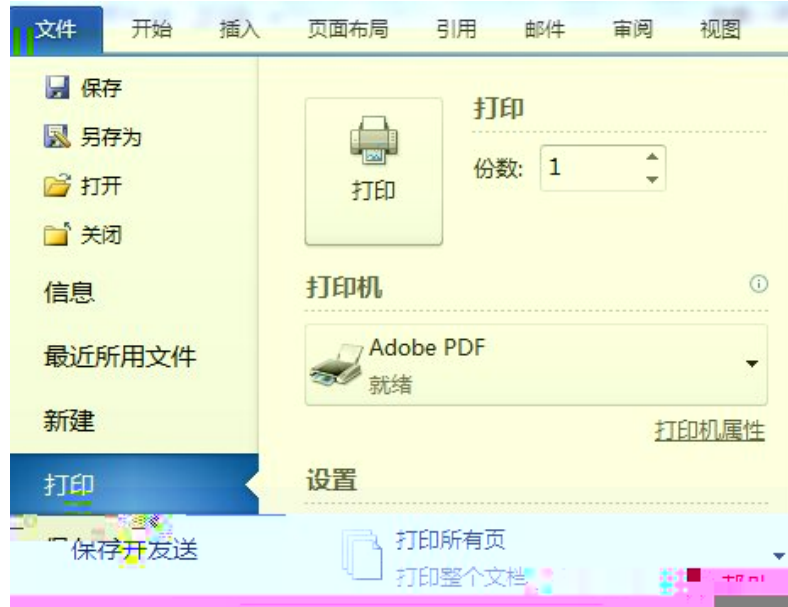 文件 开始 插入 页面布局 引用 邮件 审阅 视图
保存
另存为
打开
关闭
信息
最近所用文件
新建
打印
保存并发送
打印
打印
份数: 1
打印机
Adobe PDF
就绪
打印机属性
设置
打印所有页
打印整个文档